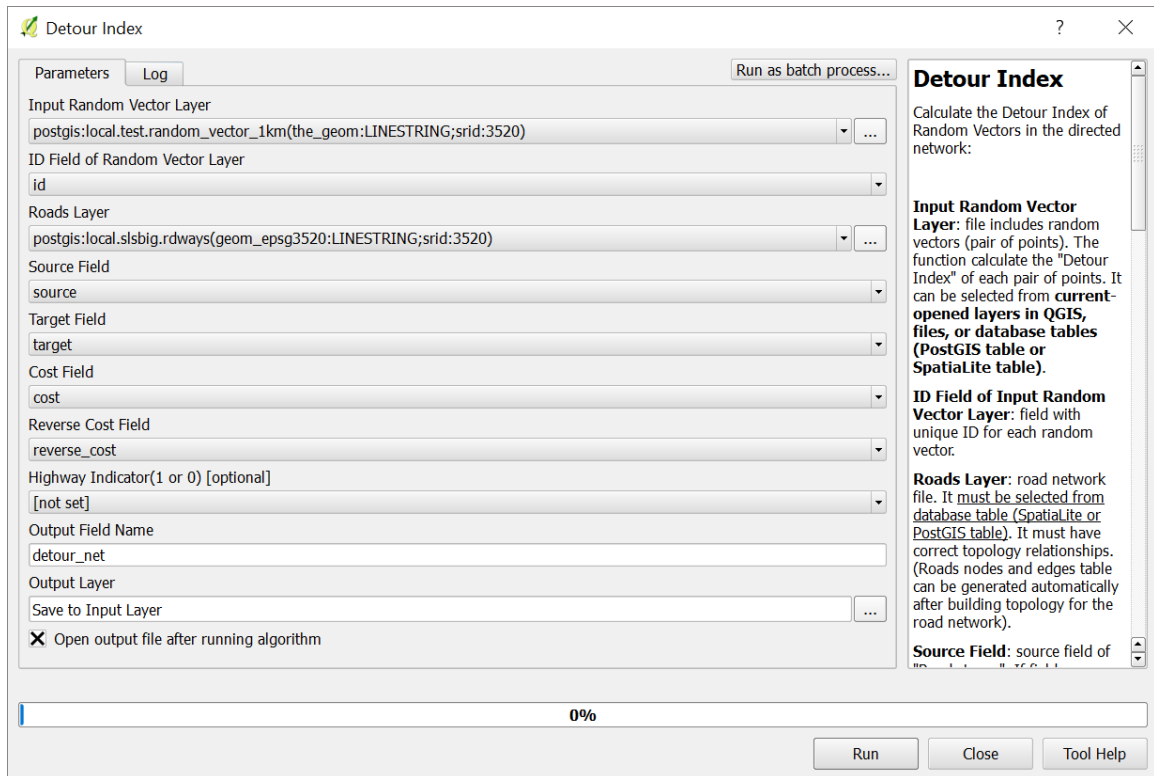 Detour Index
?
Parameters
Log
Run as batch process...
Input Random Vector Layer
postgis:local.test.random_vector_1km(the_geom:LINESTRING;srid:3520)
...
ID Field of Random Vector Layer
id
Roads Layer
postgis:local.slsbig.rdways(geom_epsg3520:LINESTRING;srid:3520)
...
Source Field
source
Target Field
target
Cost Field
cost
Reverse Cost Field
reverse_cost
Highway Indicator(1 or 0) [optional]
[not set]
Output Field Name
detour_net
Output Layer
Save to Input Layer
...
Open output file after running algorithm
Detour Index
Calculate the Detour Index of
Random Vectors in the directed
network:
Input Random Vector
Layer: file includes random
vectors (pair of points). The
function calculate the "Detour
Index" of each pair of points. It
can be selected from current-
opened layers in QGIS,
files, or database tables
(PostGIS table or
SpatiaLite table).
ID Field of Input Random
Vector Layer: field with
unique ID for each random
vector.
Roads Layer: road network
file. It must be selected from
database table (SpatiaLite or
PostGIS table). It must have
correct topology relationships.
(Roads nodes and edges table
can be generated automatically
after building topology for the
road network).
Source Field: source field of
0%
Run
Close
Tool Help